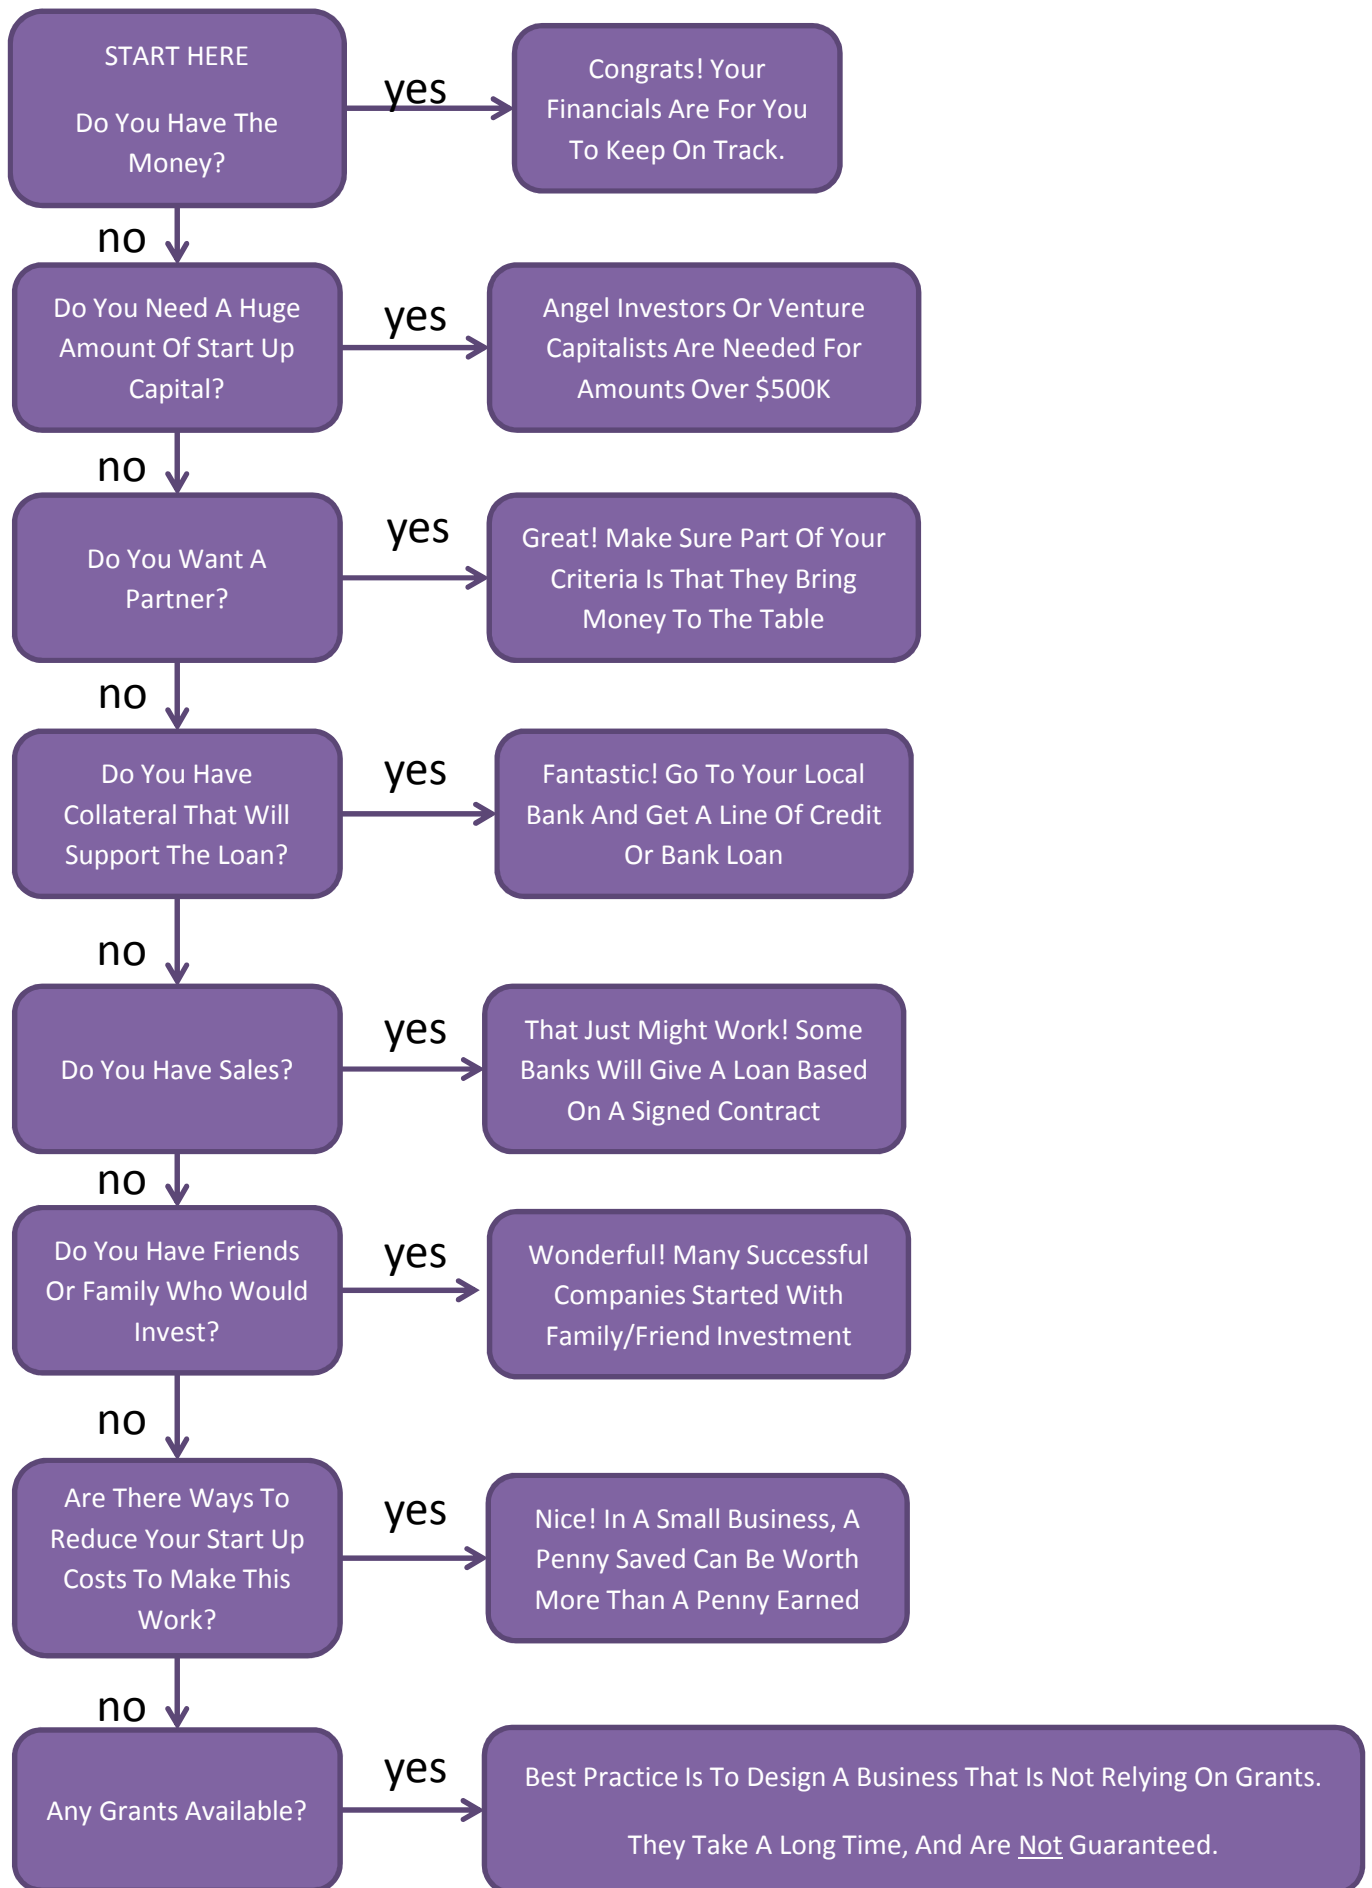 START HERE
Do You Have The
Money?
yes
Congrats! Your
Financials Are For You
To Keep On Track.
no
Do You Need A Huge
Amount Of Start Up
Capital?
yes
Angel Investors Or Venture
Capitalists Are Needed For
Amounts Over $500K
no
Do You Want A
Partner?
yes
Great! Make Sure Part Of Your
Criteria Is That They Bring
Money To The Table
no
Do You Have
Collateral That Will
Support The Loan?
yes
Fantastic! Go To Your Local
Bank And Get A Line Of Credit
Or Bank Loan
no
Do You Have Sales?
yes
That Just Might Work! Some
Banks Will Give A Loan Based
On A Signed Contract
no
Do You Have Friends
Or Family Who Would
Invest?
yes
Wonderful! Many Successful
Companies Started With
Family/Friend Investment
no
Are There Ways To
Reduce Your Start Up
Costs To Make This
Work?
yes
Nice! In A Small Business, A
Penny Saved Can Be Worth
More Than A Penny Earned
no
Any Grants Available?
yes
Best Practice Is To Design A Business That Is Not Relying On Grants.
They Take A Long Time, And Are Not Guaranteed.